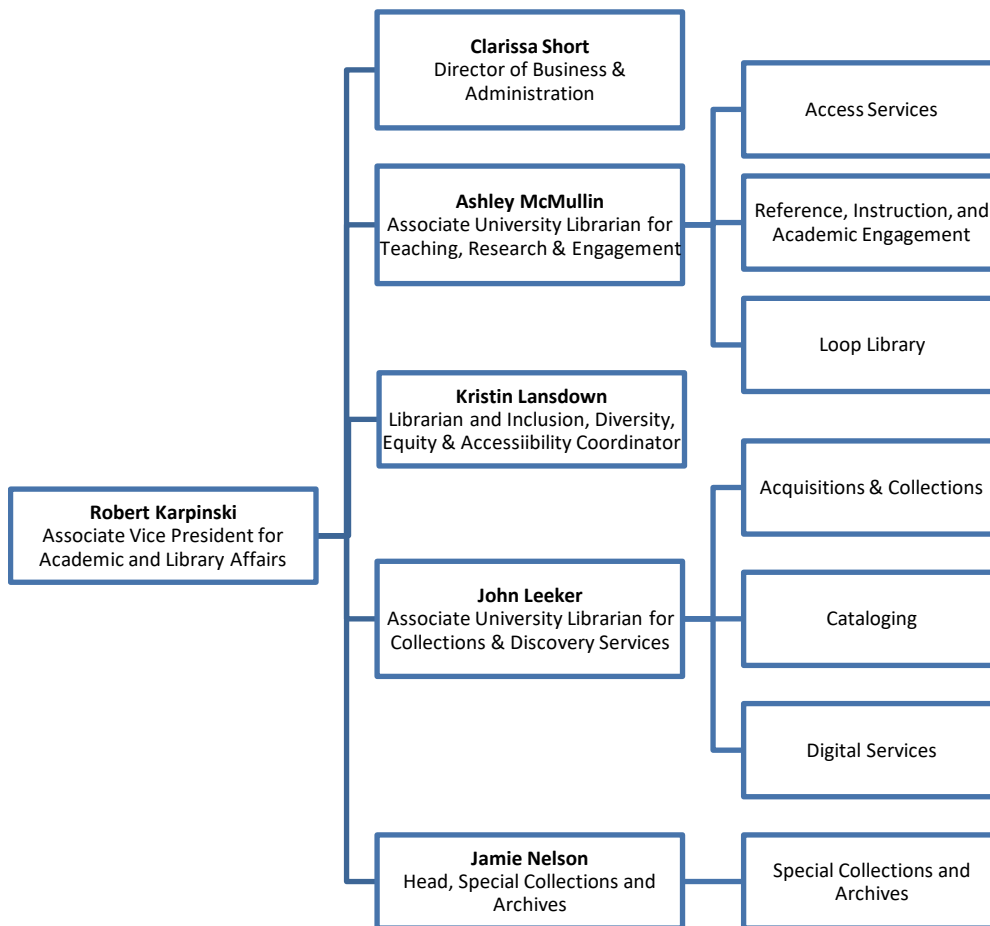 Clarissa Short
Director of Business &
Administration
Access Services
Ashley McMullin
Associate University Librarian for
Teaching, Research & Engagement
Reference, Instruction, and
Academic Engagement
Loop Library
Kristin Lansdown
Librarian and Inclusion, Diversity,
Equity & Accessiibility Coordinator
Robert Karpinski
Associate Vice President for
Academic and Library Affairs
Acquisitions & Collections
John Leeker
Associate University Librarian for
Collections & Discovery Services
Cataloging
Digital Services
Jamie Nelson
Head, Special Collections and
Archives
Special Collections and
Archives